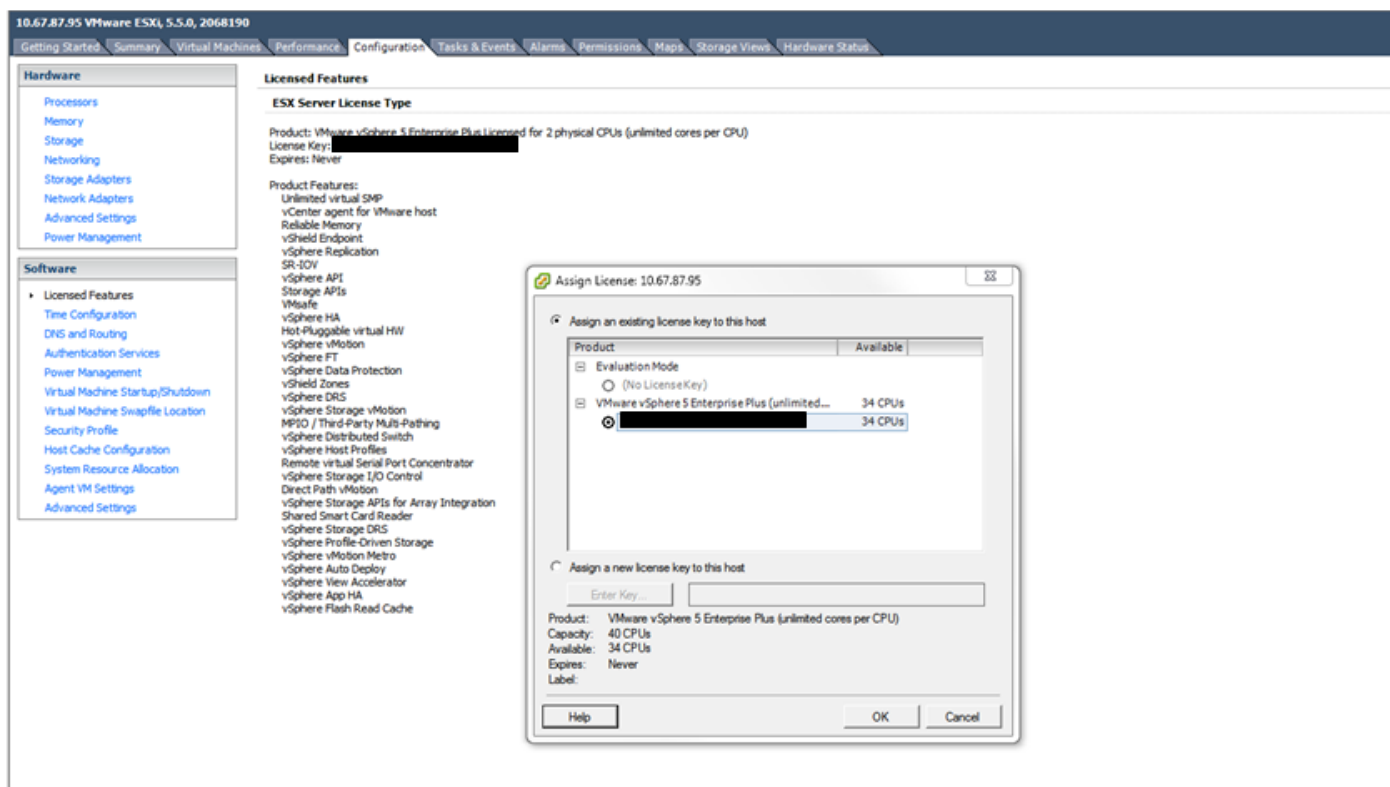 10.67.87.95 VMware ESXi, 5.5.0, 2068190
Getting Started Summary Virtual Machines Performance Configuration Tasks & Events Alarms Permissions Maps Storage Views Hardware Status
Hardware
Processors
Memory
Storage
Networking
Storage Adapters
Network Adapters
Advanced Settings
Power Management
Software
Licensed Features
Time Configuration
DNS and Routing
Authentication Services
Power Management
Virtual Machine Startup/Shutdown
Virtual Machine Swapfile Location
Security Profile
Host Cache Configuration
System Resource Allocation
Agent VM Settings
Advanced Settings
Licensed Features
ESX Server License Type
Product: VMware vSphere 5 Enterprise Plus Licensed for 2 physical CPUs (unlimited cores per CPU)
License Key:
Expires: Never
Product Features:
Unlimited virtual SMP
vCenter agent for VMware host
Reliable Memory
vShield Endpoint
vSphere Replication
SR-IOV
vSphere API
Storage APIs
VMsafe
vSphere HA
Hot-Pluggable virtual HW
vSphere vMotion
vSphere FT
vSphere Data Protection
vShield Zones
vSphere DRS
vSphere Storage vMotion
MPIO / Third-Party Multi-Pathing
vSphere Distributed Switch
vSphere Host Profiles
Remote virtual Serial Port Concentrator
vSphere Storage I/O Control
Direct Path vMotion
vSphere Storage APIs for Array Integration
Shared Smart Card Reader
vSphere Storage DRS
vSphere Profile-Driven Storage
vSphere vMotion Metro
vSphere Auto Deploy
vSphere View Accelerator
vSphere App HA
vSphere Flash Read Cache
Assign License: 10.67.87.95
Assign an existing license key to this host
Product Available
Evaluation Mode
(No License Key)
VMware vSphere 5 Enterprise Plus (unlimited... 34 CPUs
34 CPUs
Assign a new license key to this host
Enter Key...
Product: VMware vSphere 5 Enterprise Plus (unlimited cores per CPU)
Capacity: 40 CPUs
Available: 34 CPUs
Expires: Never
Label:
Help OK Cancel